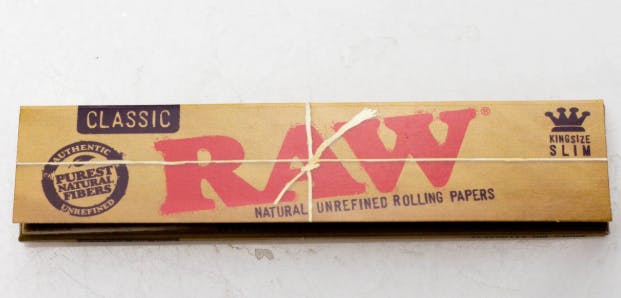 CLASSIC
AUTHENTIC
PUREST
NATURAL
FIBERS
UNREFINED
RAW®
NATURAL UNREFINED ROLLING PAPERS
KINGSIZE
SLIM